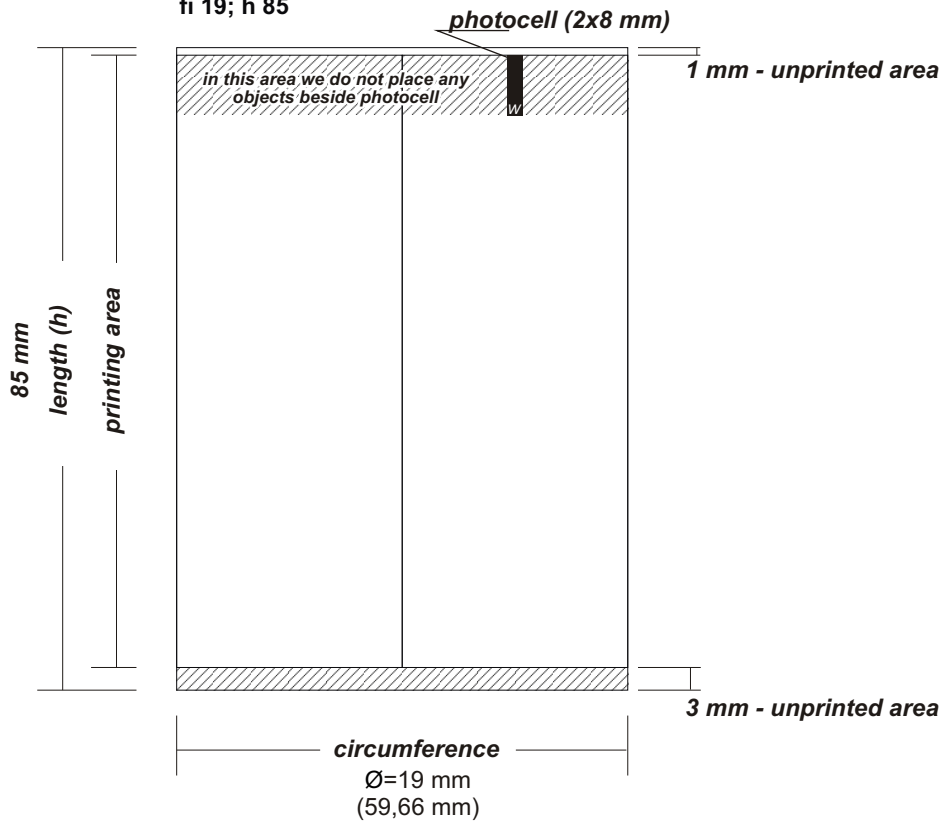 fi 19; h 85
photocell (2x8 mm)
1 mm - unprinted area
in this area we do not place any
objects beside photocell
w
85 mm
length (h)
printing area
3 mm - unprinted area
circumference
Ø=19 mm
(59,66 mm)